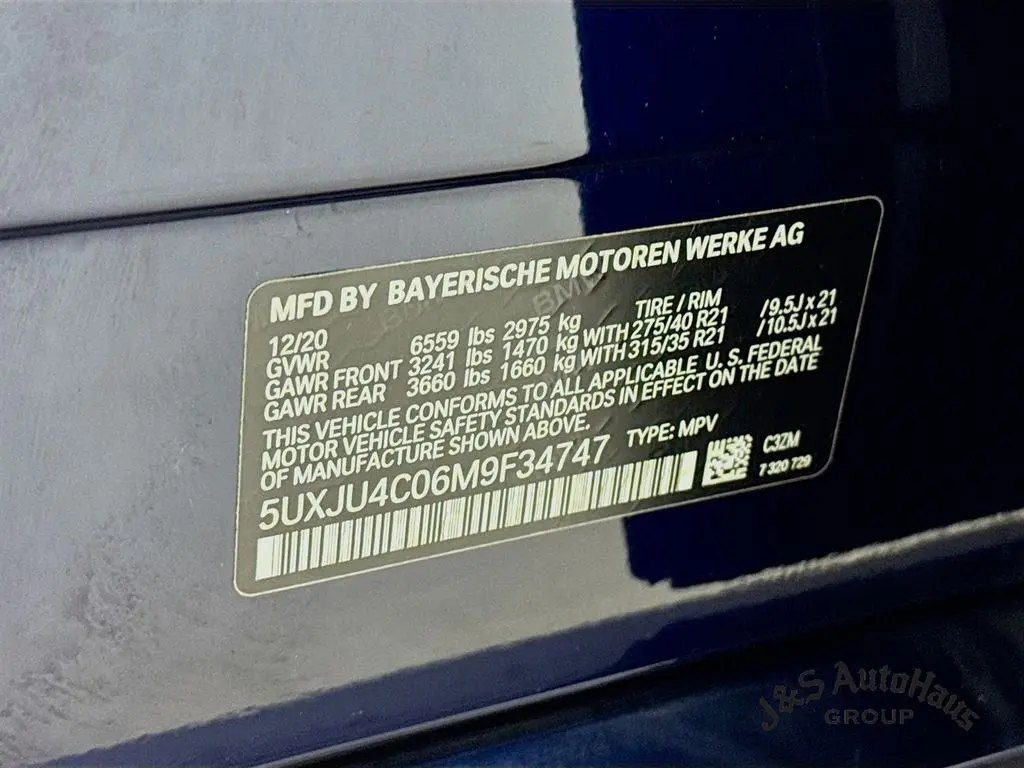 MFD BY BAYERISCHE MOTOREN WERKE AG
12/20 TIRE / RIM
GVWR 6559 lbs 2975 kg
GAWR FRONT 3241 lbs 1470 kg WITH 275/40 R21 /9.5J x 21
GAWR REAR 3660 lbs 1660 kg WITH 315/35 R21 /10.5J x 21
THIS VEHICLE CONFORMS TO ALL APPLICABLE U. S. FEDERAL
MOTOR VEHICLE SAFETY STANDARDS IN EFFECT ON THE DATE
OF MANUFACTURE SHOWN ABOVE.
TYPE: MPV
5UXJU4C06M9F34747
C3ZM
7 320 729
J&S AutoHaus
GROUP